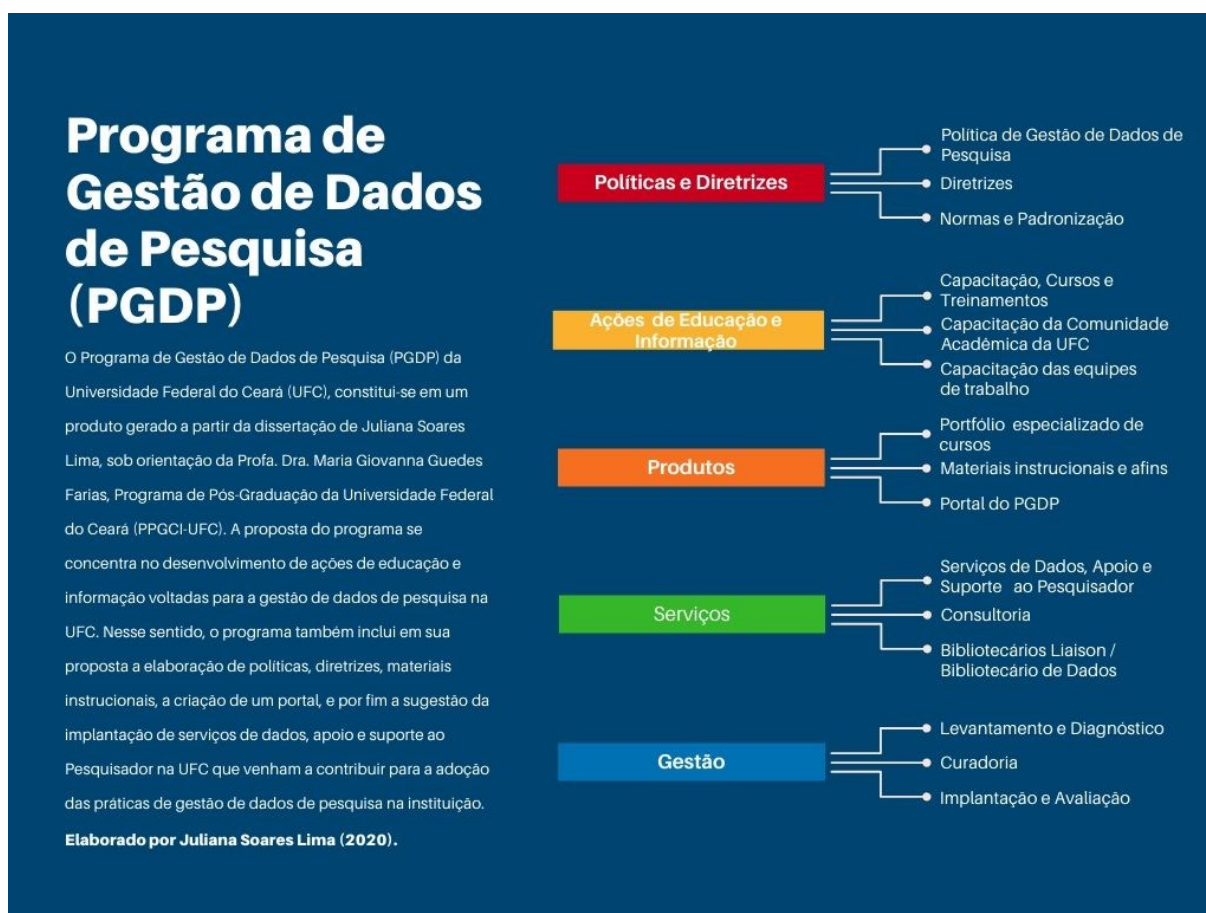 Programa de
Gestão de Dados
de Pesquisa
(PGDP)
O Programa de Gestão de Dados de Pesquisa (PGDP) da
Universidade Federal do Ceará (UFC), constitui-se em um
produto gerado a partir da dissertação de Juliana Soares
Lima, sob orientação da Profa. Dra. Maria Giovanna Guedes
Farias, Programa de Pós-Graduação da Universidade Federal
do Ceará (PPGCI-UFC). A proposta do programa se
concentra no desenvolvimento de ações de educação e
informação voltadas para a gestão de dados de pesquisa na
UFC. Nesse sentido, o programa também inclui em sua
proposta a elaboração de políticas, diretrizes, materiais
instrucionais, a criação de um portal, e por fim a sugestão da
implantação de serviços de dados, apoio e suporte ao
Pesquisador na UFC que venham a contribuir para a adoção
das práticas de gestão de dados de pesquisa na instituição.
Elaborado por Juliana Soares Lima (2020).
Políticas e Diretrizes
Política de Gestão de Dados de
Pesquisa
Diretrizes
Normas e Padronização
Ações de Educação e
Informação
Capacitação, Cursos e
Treinamentos
Capacitação da Comunidade
Acadêmica da UFC
Capacitação das equipes
de trabalho
Produtos
Portfólio especializado de
cursos
Materiais instrucionais e afins
Portal do PGDP
Serviços
Serviços de Dados, Apoio e
Suporte ao Pesquisador
Consultoria
Bibliotecários Liaison /
Bibliotecário de Dados
Gestão
Levantamento e Diagnóstico
Curadoria
Implantação e Avaliação